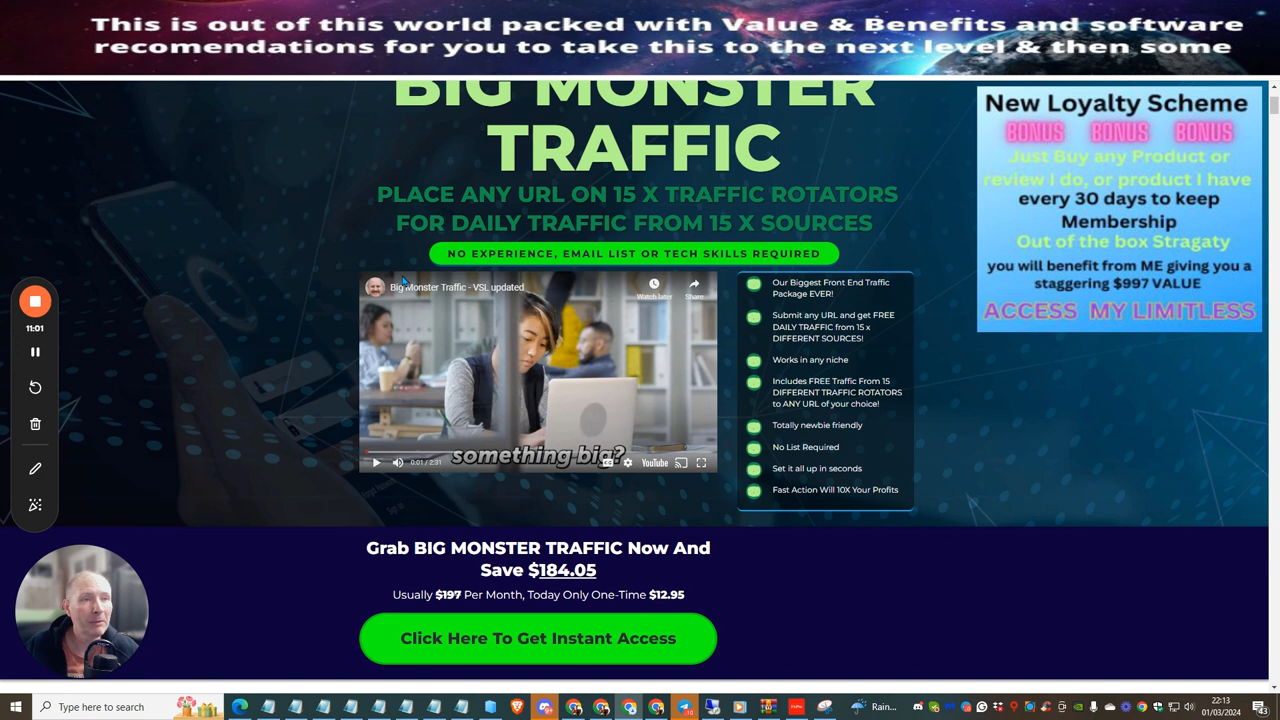 This is out of this world packed with Value & Benefits and software
recomendations for you to take this to the next level & then some
BIG MONSTER
TRAFFIC
PLACE ANY URL ON 15 X TRAFFIC ROTATORS
FOR DAILY TRAFFIC FROM 15 X SOURCES
NO EXPERIENCE, EMAIL LIST OR TECH SKILLS REQUIRED
New Loyalty Scheme
BONUS BONUS BONUS
Just Buy any Product or
review I do, or product I have
every 30 days to keep
Membership
Out of the box Stragaty
you will benefit from ME giving you a
staggering $997 VALUE
ACCESS MY LIMITLESS
Big Monster Traffic - VSL updated
Watch later
Share
something big?
0:01 / 2:31
YouTube
Our Biggest Front End Traffic
Package EVER!
Submit any URL and get FREE
DAILY TRAFFIC from 15 x
DIFFERENT SOURCES!
Works in any niche
Includes FREE Traffic From 15
DIFFERENT TRAFFIC ROTATORS
to ANY URL of your choice!
Totally newbie friendly
No List Required
Set it all up in seconds
Fast Action Will 10X Your Profits
11:01
Grab BIG MONSTER TRAFFIC Now And
Save $184.05
Usually $197 Per Month, Today Only One-Time $12.95
Click Here To Get Instant Access
Type here to search
Rain...
22:13
01/03/2024